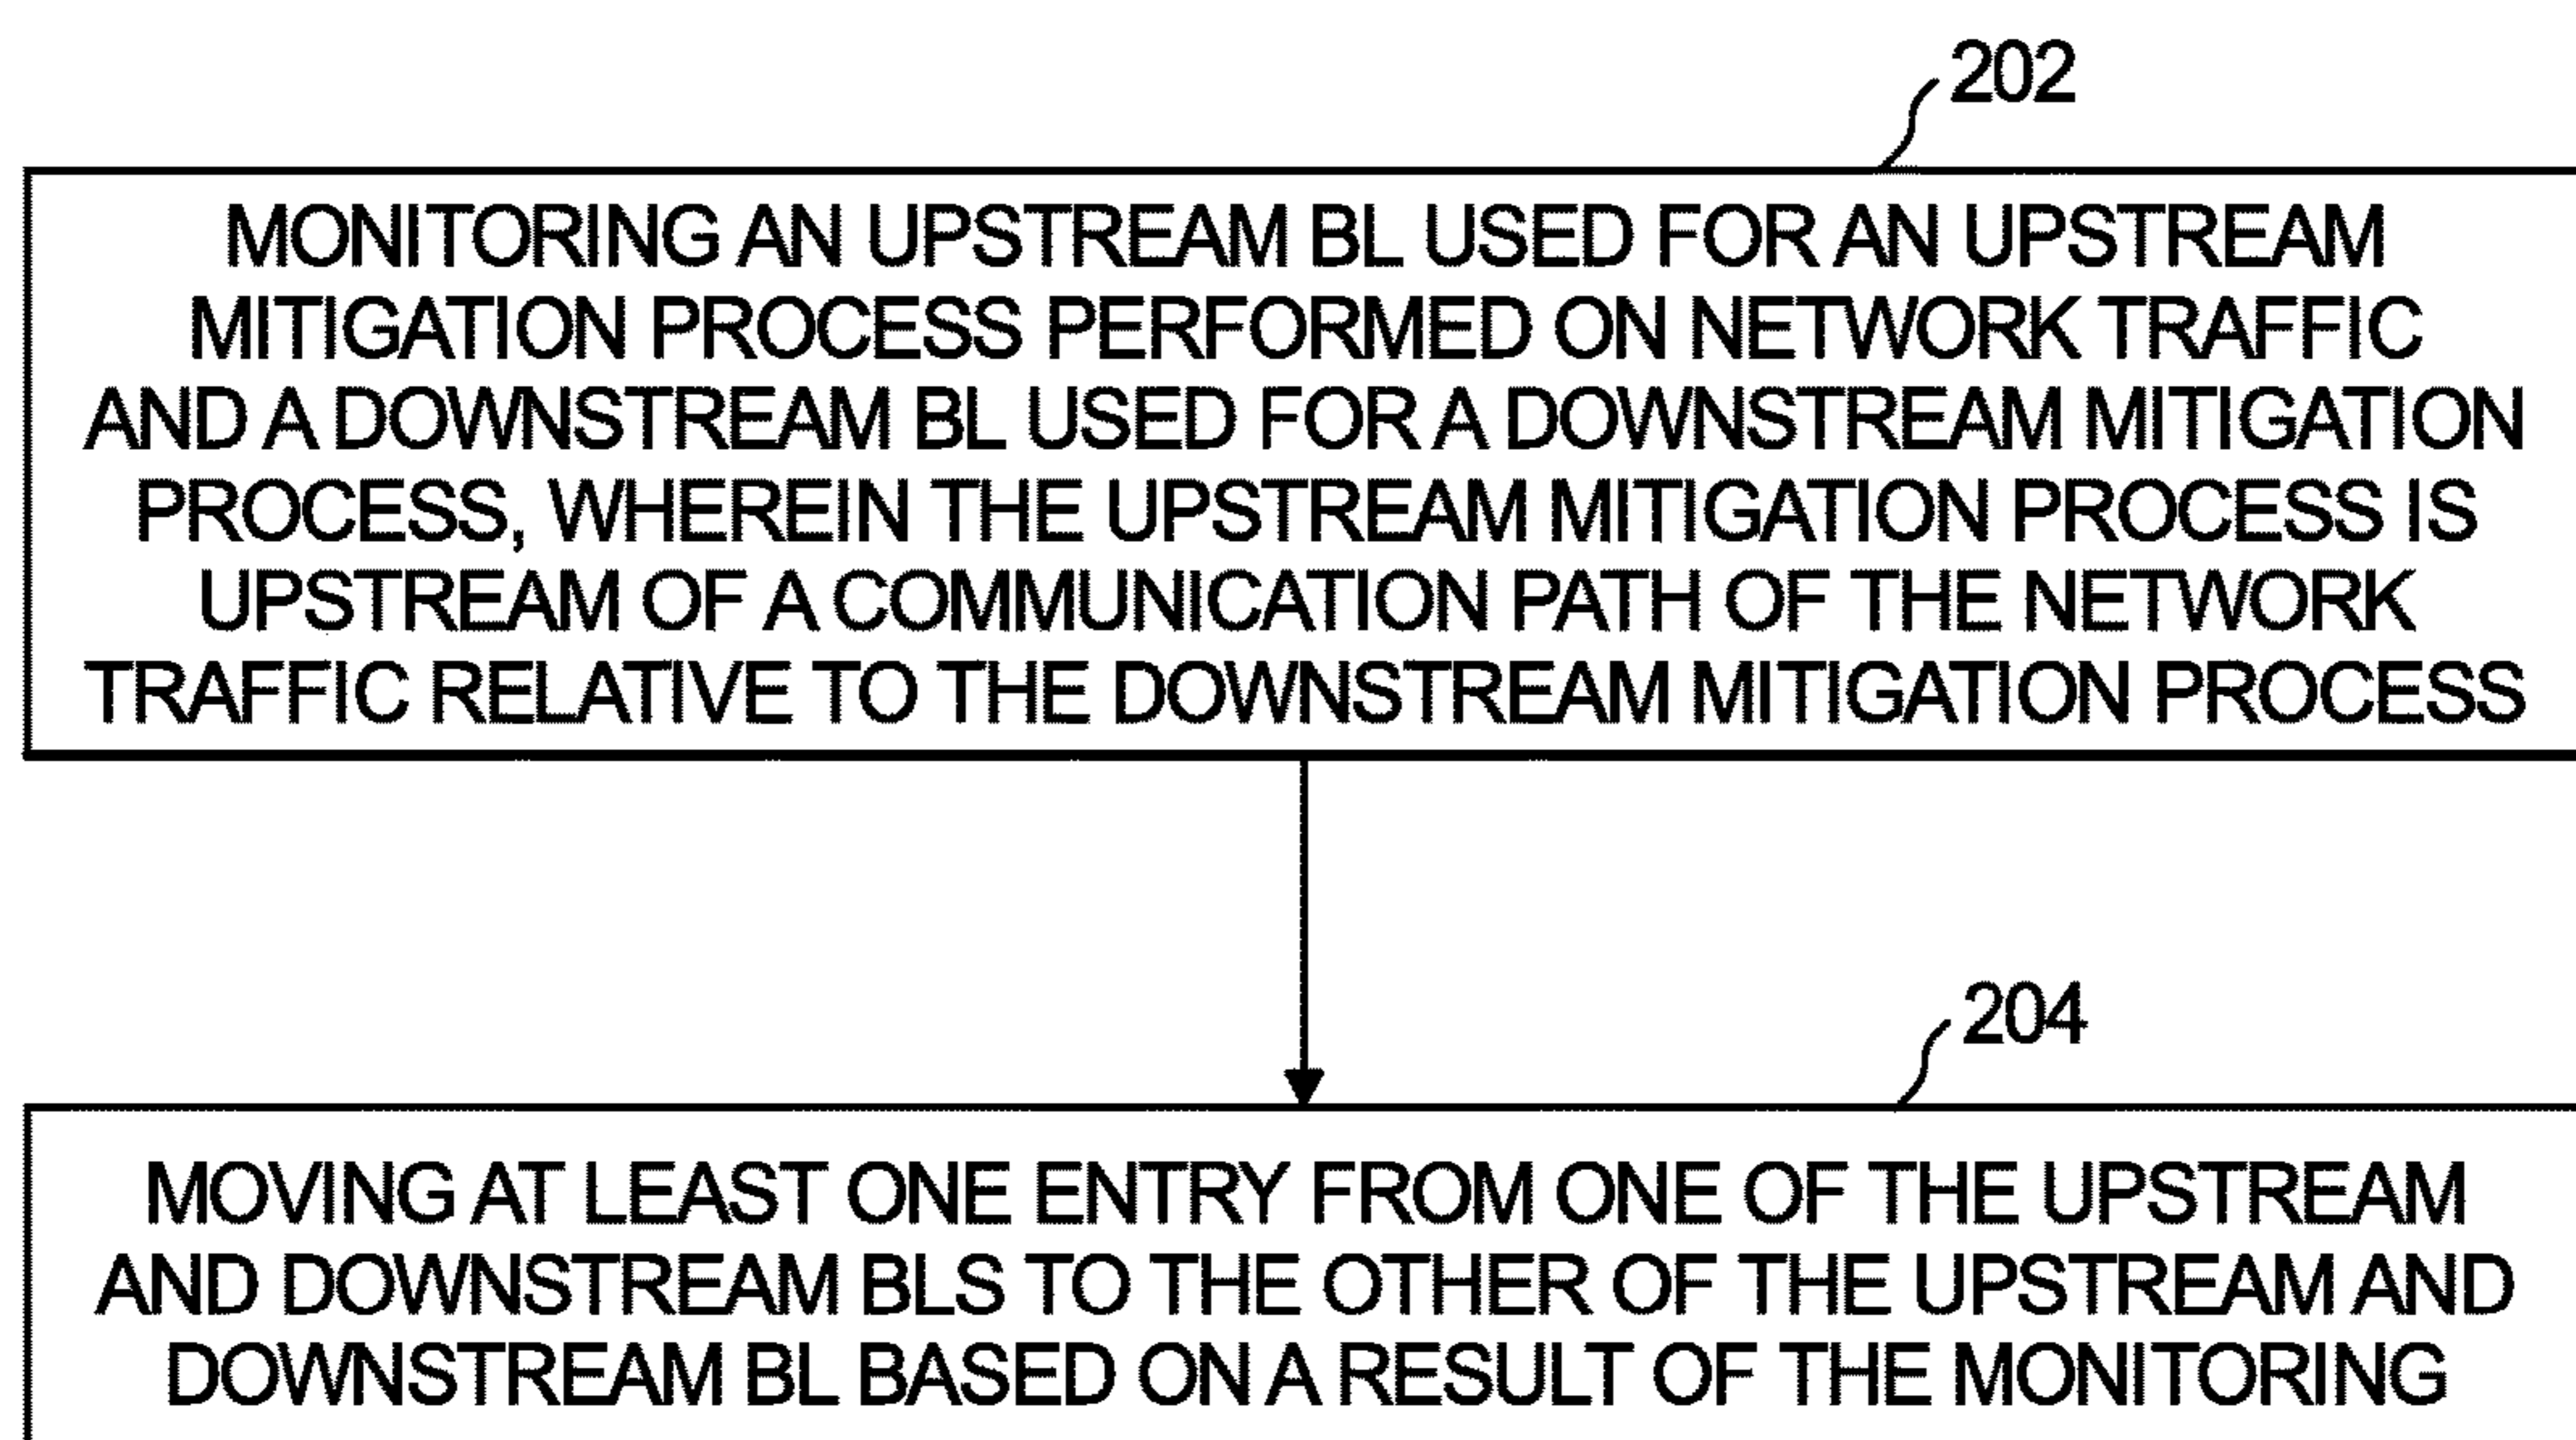 202
MONITORING AN UPSTREAM BL USED FOR AN UPSTREAM
MITIGATION PROCESS PERFORMED ON NETWORK TRAFFIC
AND A DOWNSTREAM BL USED FOR A DOWNSTREAM MITIGATION
PROCESS, WHEREIN THE UPSTREAM MITIGATION PROCESS IS
UPSTREAM OF A COMMUNICATION PATH OF THE NETWORK
TRAFFIC RELATIVE TO THE DOWNSTREAM MITIGATION PROCESS
204
MOVING AT LEAST ONE ENTRY FROM ONE OF THE UPSTREAM
AND DOWNSTREAM BLS TO THE OTHER OF THE UPSTREAM AND
DOWNSTREAM BL BASED ON A RESULT OF THE MONITORING